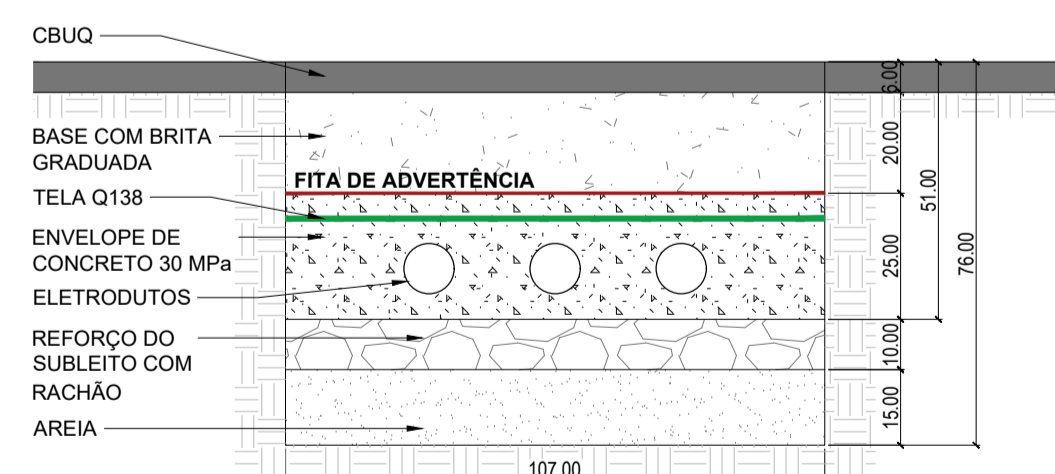 CBUQ
BASE COM BRITA
GRADUADA
FITA DE ADVERTÊNCIA
TELA Q138
ENVELOPE DE
CONCRETO 30 MPa
ELETRODUTOS
REFORÇO DO
SUBLEITO COM
RACHÃO
AREIA
6.00
20.00
25.00
10.00
15.00
51.00
76.00
107.00